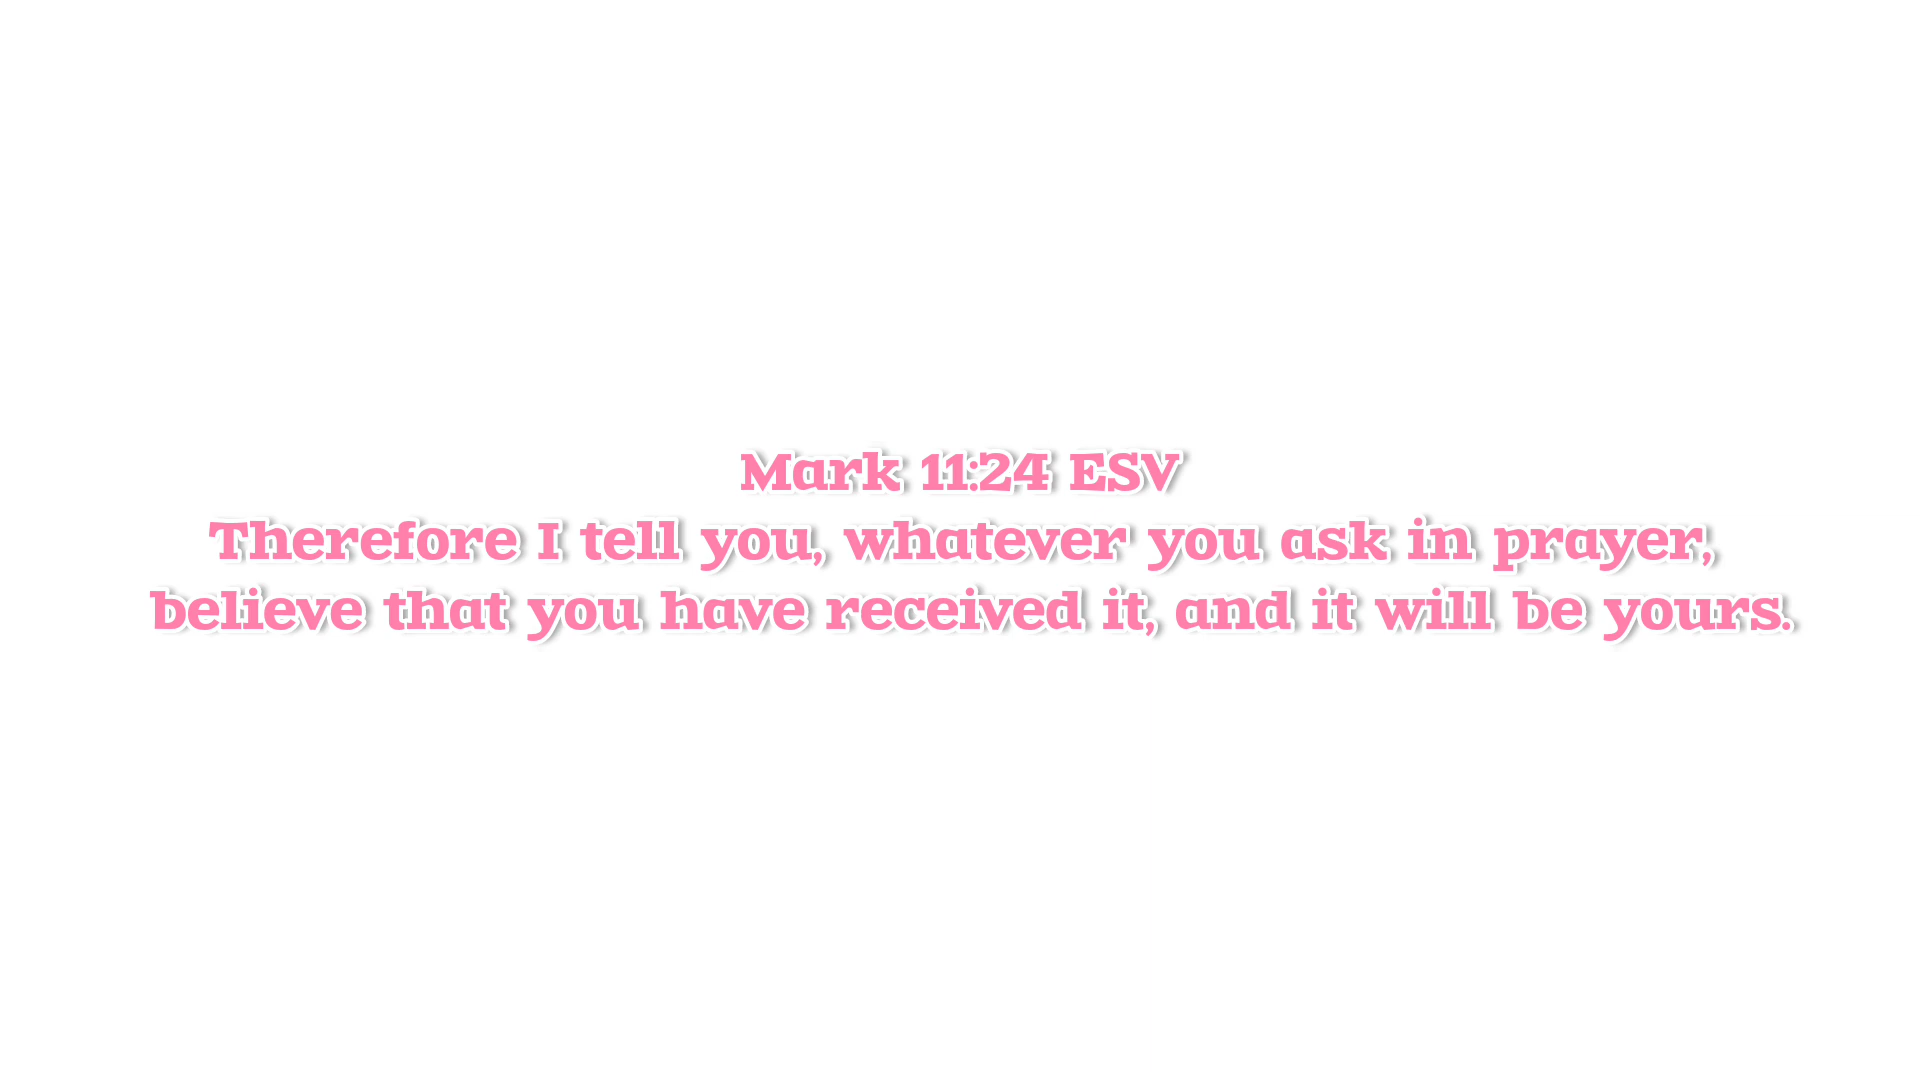 Mark 11:24 ESV
Therefore I tell you, whatever you ask in prayer,
believe that you have received it, and it will be yours.